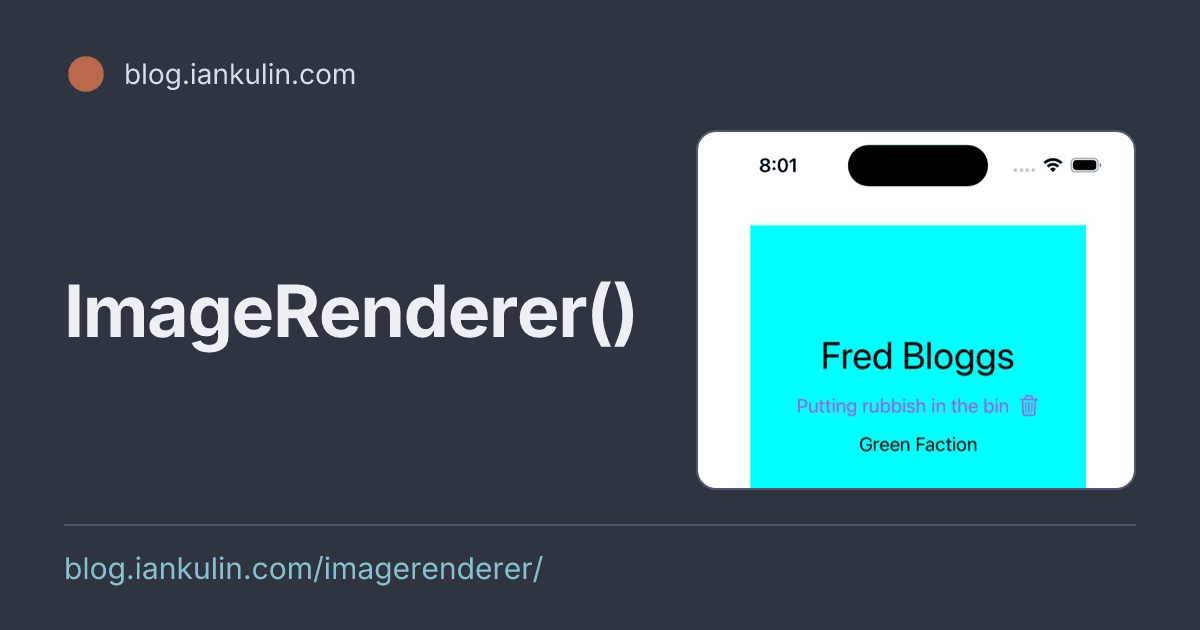 blog.iankulin.com
ImageRenderer()
8:01
Fred Bloggs
Putting rubbish in the bin
Green Faction
blog.iankulin.com/imagerenderer/